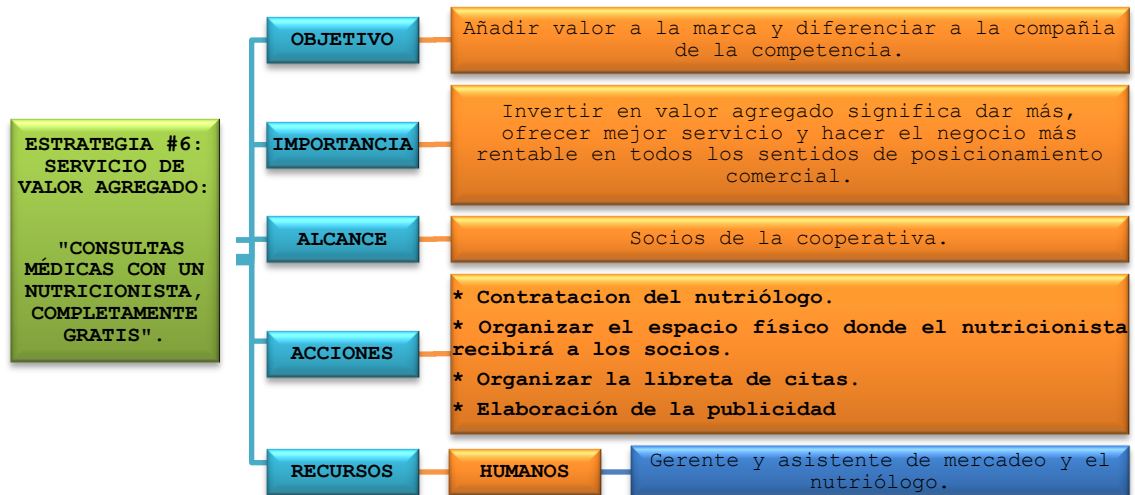 ESTRATEGIA #6:
SERVICIO DE
VALOR AGREGADO:
"CONSULTAS
MÉDICAS CON UN
NUTRICIONISTA,
COMPLETAMENTE
GRATIS".
OBJETIVO
Añadir valor a la marca y diferenciar a la compañia
de la competencia.
IMPORTANCIA
Invertir en valor agregado significa dar más,
ofrecer mejor servicio y hacer el negocio más
rentable en todos los sentidos de posicionamiento
comercial.
ALCANCE
Socios de la cooperativa.
ACCIONES
* Contratacion del nutriólogo.
* Organizar el espacio físico donde el nutricionista
recibirá a los socios.
* Organizar la libreta de citas.
* Elaboración de la publicidad
RECURSOS
HUMANOS
Gerente y asistente de mercadeo y el
nutriólogo.